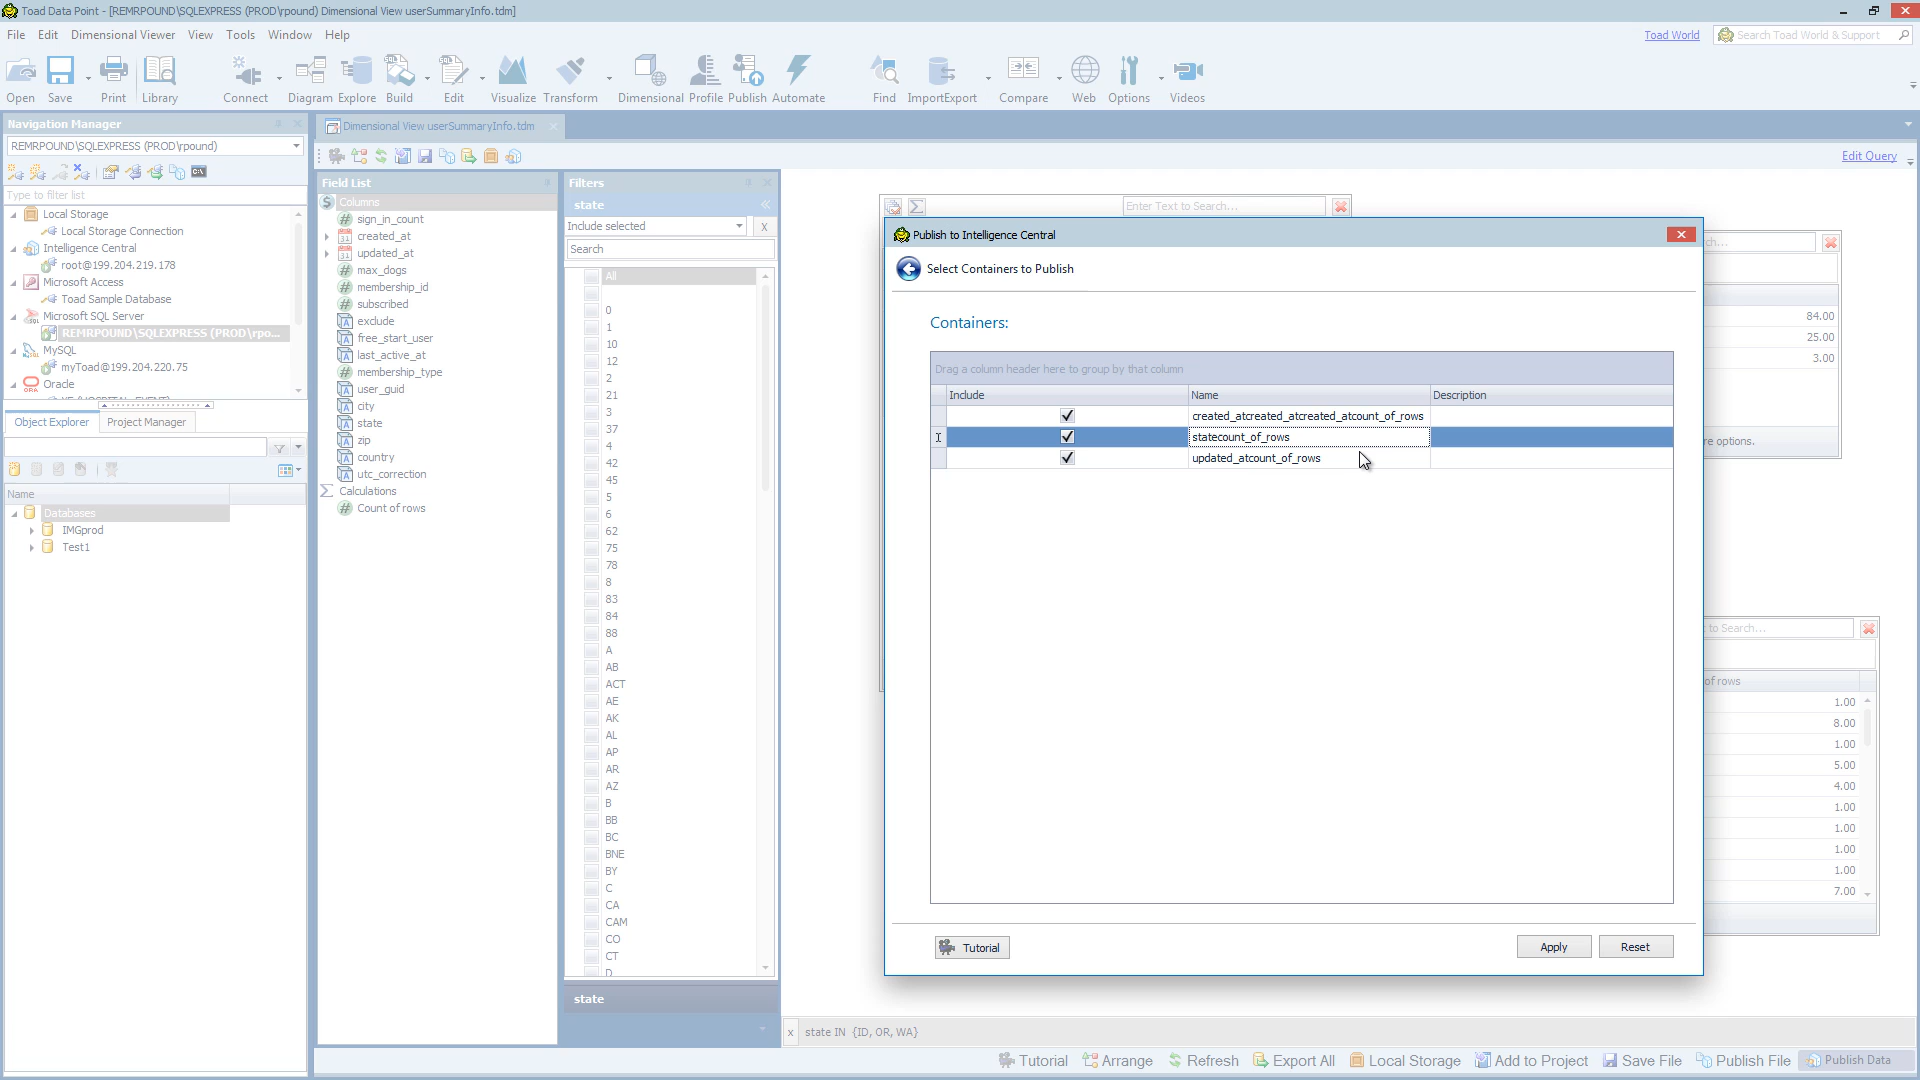 Toad Data Point - [REMRPOUND\SQLEXPRESS (PROD\rpound) Dimensional View userSummaryInfo.tdm]
File Edit Dimensional Viewer View Tools Window Help
Toad World
Search Toad World & Support
Open Save Print Library Connect Diagram Explore Build Edit Visualize Transform Dimensional Profile Publish Automate Find ImportExport Compare Web Options Videos
Navigation Manager
REMRPOUND\SQLEXPRESS (PROD\rpound)
Type to filter list
Local Storage
Local Storage Connection
Intelligence Central
root@199.204.219.178
Microsoft Access
Toad Sample Database
Microsoft SQL Server
REMRPOUND\SQLEXPRESS (PROD\rpo...
MySQL
myToad@199.204.220.75
Oracle
Object Explorer Project Manager
Name
Databases
IMGprod
Test1
Dimensional View userSummaryInfo.tdm
Edit Query
Field List
Columns
sign_in_count
created_at
updated_at
max_dogs
membership_id
subscribed
exclude
free_start_user
last_active_at
membership_type
user_guid
city
state
zip
country
utc_correction
Calculations
Count of rows
Filters
state
Include selected
X
Search
All
0
1
10
12
2
21
3
37
4
42
45
5
6
62
75
78
8
83
84
88
A
AB
ACT
AE
AK
AL
AP
AR
AZ
B
BB
BC
BNE
BY
C
CA
CAM
CO
CT
D
state
Enter Text to Search...
Publish to Intelligence Central
Select Containers to Publish
Containers:
Drag a column header here to group by that column
Include Name Description
created_atcreated_atcreated_atcount_of_rows
statecount_of_rows
updated_atcount_of_rows
Tutorial Apply Reset
ch...
84.00
25.00
3.00
re options.
to Search...
of rows
1.00
8.00
1.00
5.00
4.00
1.00
1.00
1.00
1.00
7.00
x state IN {ID, OR, WA}
Tutorial Arrange Refresh Export All Local Storage Add to Project Save File Publish File Publish Data